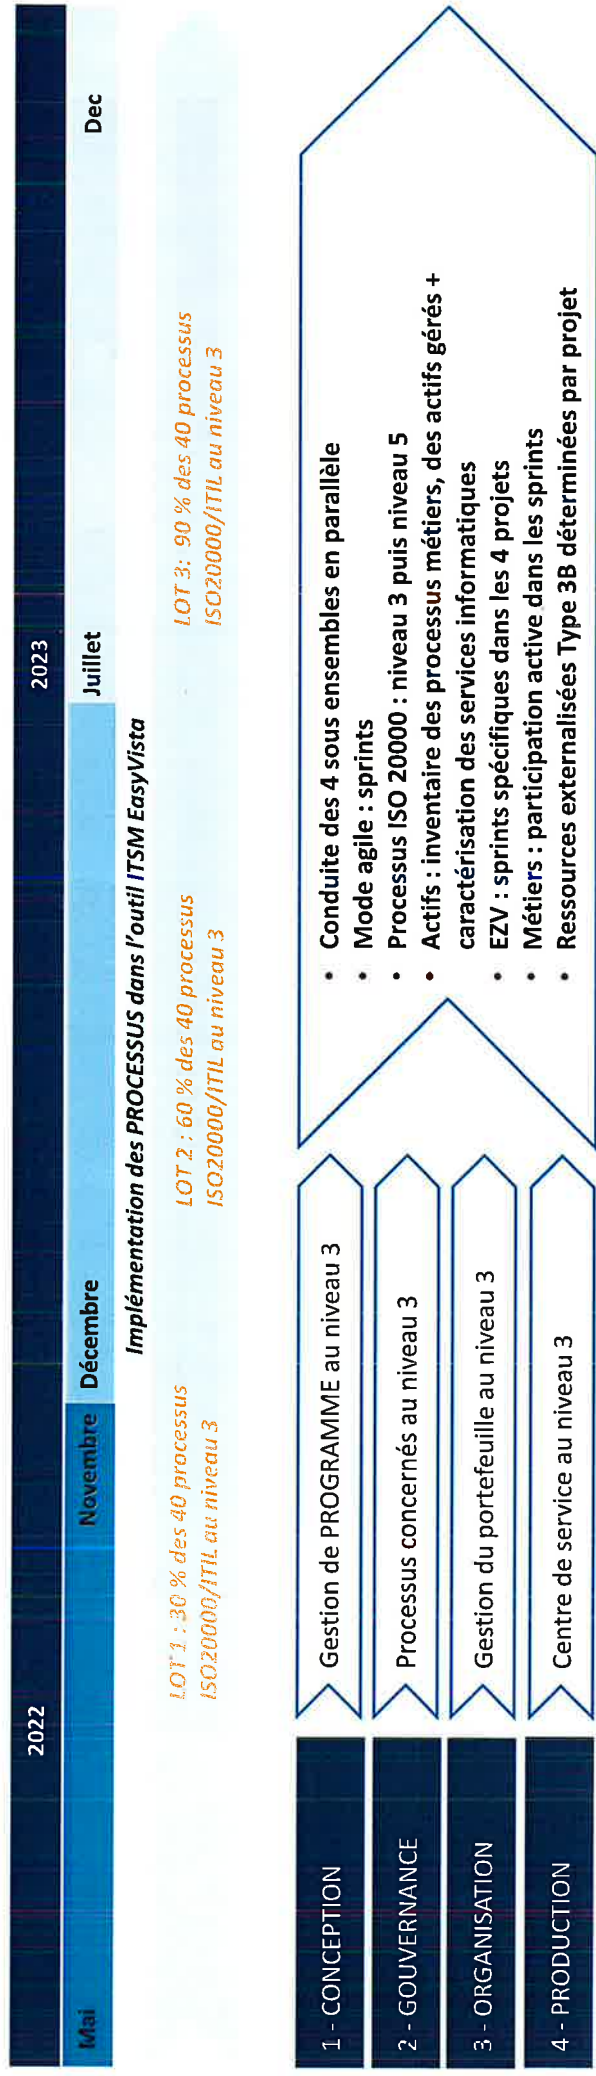 2022
2023
Mai
Novembre
Décembre
Juillet
Dec
Implémentation des PROCESSUS dans l'outil ITSM EasyVista
LOT 1 : 30 % des 40 processus
ISO20000/ITIL au niveau 3
LOT 2 : 60 % des 40 processus
ISO20000/ITIL au niveau 3
LOT 3: 90 % des 40 processus
ISO20000/ITIL au niveau 3
1 - CONCEPTION
Gestion de PROGRAMME au niveau 3
2 - GOUVERNANCE
Processus concernés au niveau 3
3 - ORGANISATION
Gestion du portefeuille au niveau 3
4 - PRODUCTION
Centre de service au niveau 3
• Conduite des 4 sous ensembles en parallèle
• Mode agile : sprints
• Processus ISO 20000 : niveau 3 puis niveau 5
• Actifs : inventaire des processus métiers, des actifs gérés +
caractérisation des services informatiques
• EZV : sprints spécifiques dans les 4 projets
• Métiers : participation active dans les sprints
• Ressources externalisées Type 3B déterminées par projet